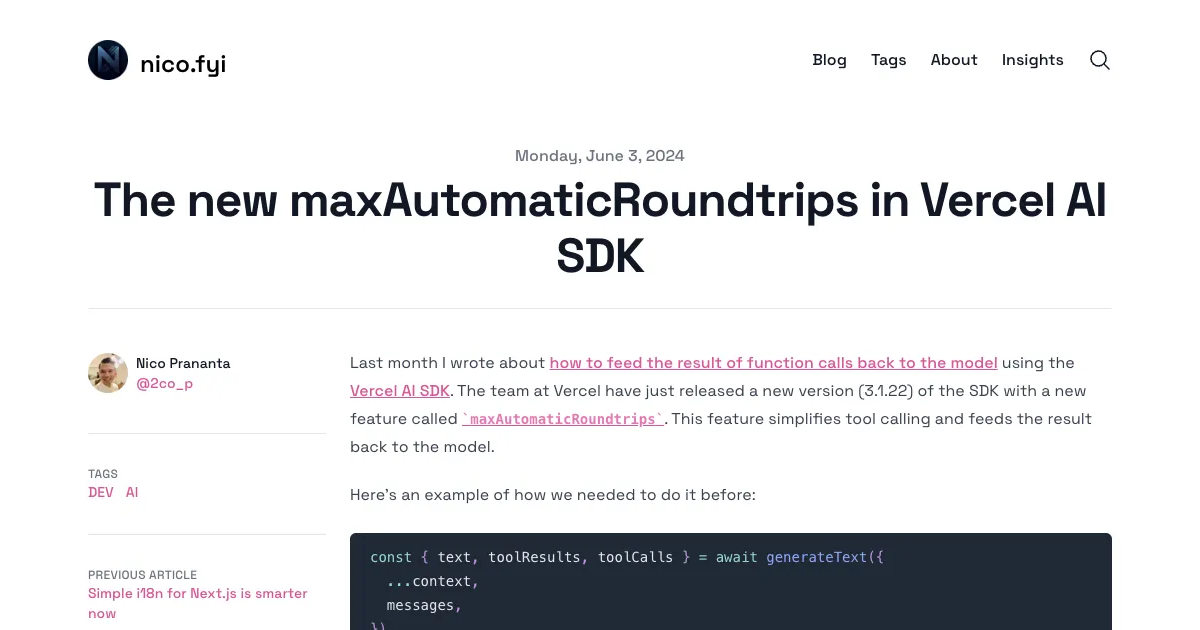 nico.fyi
Blog Tags About Insights
Monday, June 3, 2024
The new maxAutomaticRoundtrips in Vercel AI
SDK
Nico Prananta
@2co_p
TAGS
DEV AI
PREVIOUS ARTICLE
Simple i18n for Next.js is smarter
now
Last month I wrote about how to feed the result of function calls back to the model using the
Vercel AI SDK. The team at Vercel have just released a new version (3.1.22) of the SDK with a new
feature called `maxAutomaticRoundtrips`. This feature simplifies tool calling and feeds the result
back to the model.
Here's an example of how we needed to do it before:
const { text, toolResults, toolCalls } = await generateText({
...context,
messages,
})